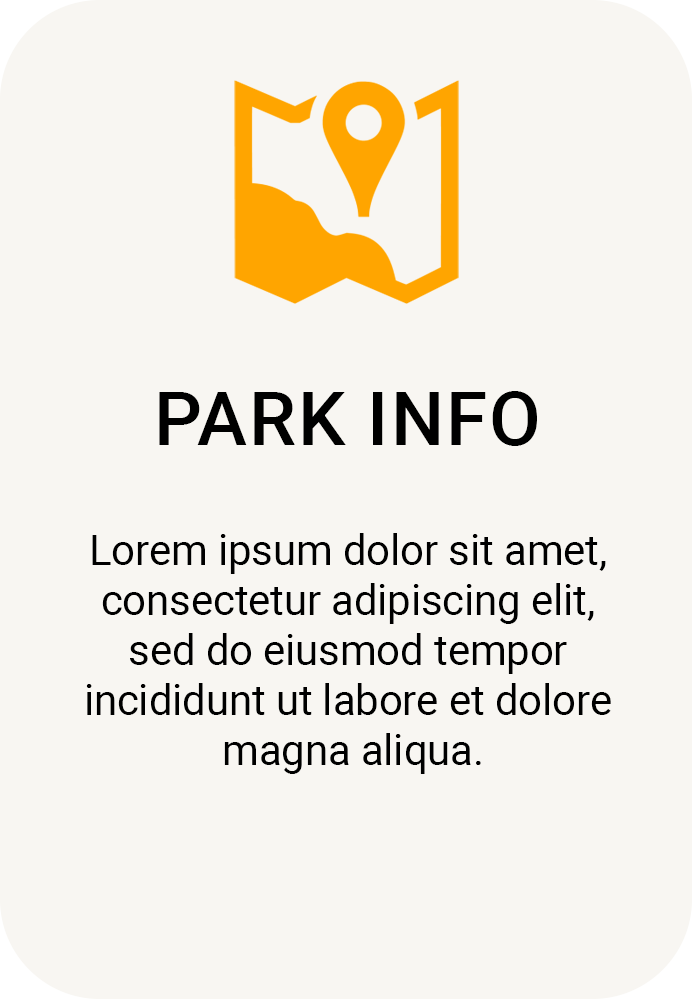 PARK INFO
Lorem ipsum dolor sit amet,
consectetur adipiscing elit,
sed do eiusmod tempor
incididunt ut labore et dolore
magna aliqua.